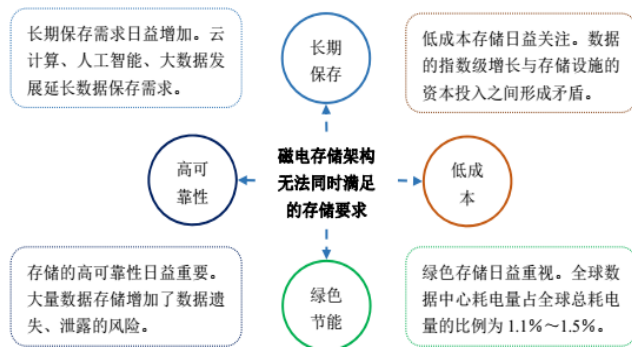 长期保存需求日益增加。云
计算、人工智能、大数据发
展延长数据保存需求。
长期
保存
低成本存储日益关注。数据
的指数级增长与存储设施的
资本投入之间形成矛盾。
高可
靠性
磁电存储架构
无法同时满足
的存储要求
低成
本
存储的高可靠性日益重要。
大量数据存储增加了数据遗
失、泄露的风险。
绿色
节能
绿色存储日益重视。全球
数据中心耗电量占全球总耗电
量的比例为 1.1%～1.5%。